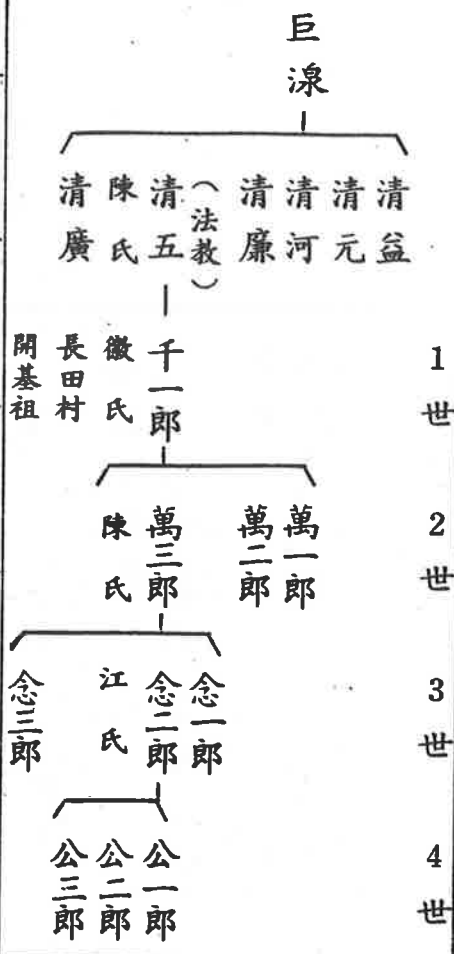 巨湶
清益
清元
清河
清廉
（法教）
清五
陳氏
清廣
1世
千一郎
徽氏
長田村
開基祖
2世
萬一郎
萬二郎
萬三郎
陳氏
3世
念一郎
念二郎
江氏
念三郎
4世
公一郎
公二郎
公三郎